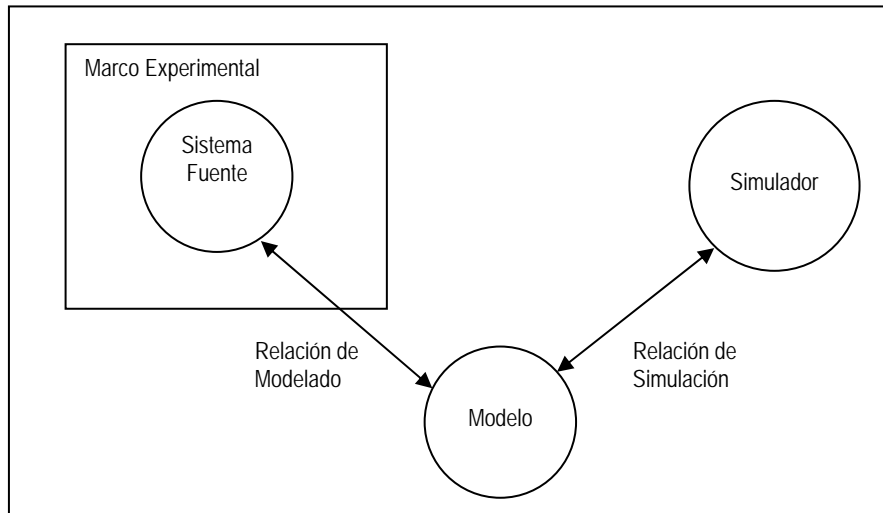 Marco Experimental
Sistema
Fuente
Simulador
Relación de
Modelado
Relación de
Simulación
Modelo